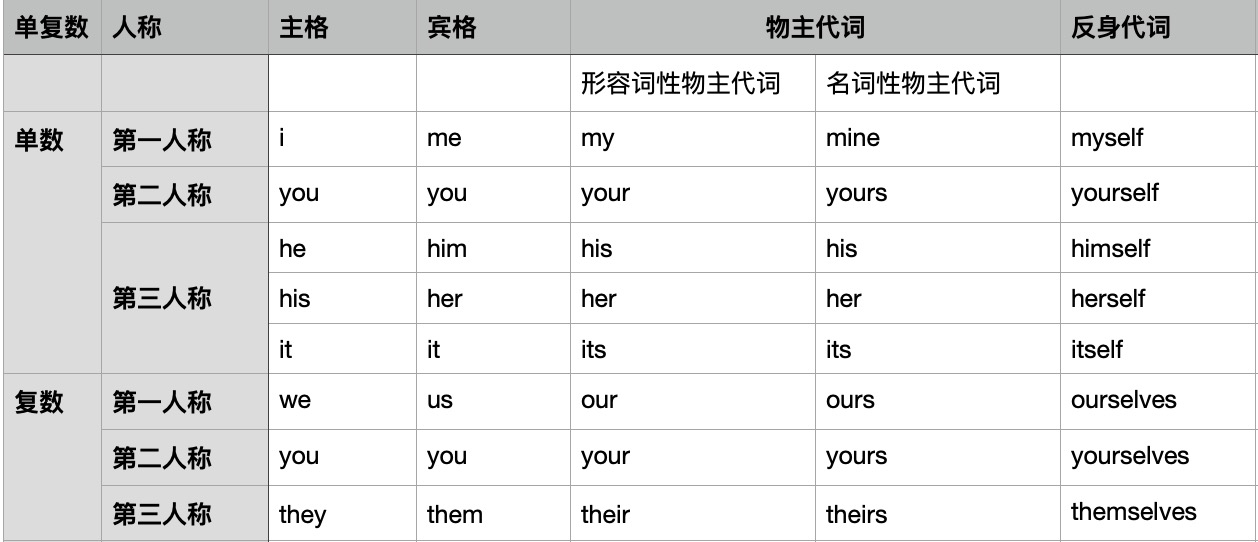 单复数 人称 主格 宾格 物主代词 反身代词
形容词性物主代词 名词性物主代词
单数 第一人称 i me my mine myself
第二人称 you you your yours yourself
he him his his himself
第三人称 his her her her herself
it it its its itself
复数 第一人称 we us our ours ourselves
第二人称 you you your yours yourselves
第三人称 they them their theirs themselves